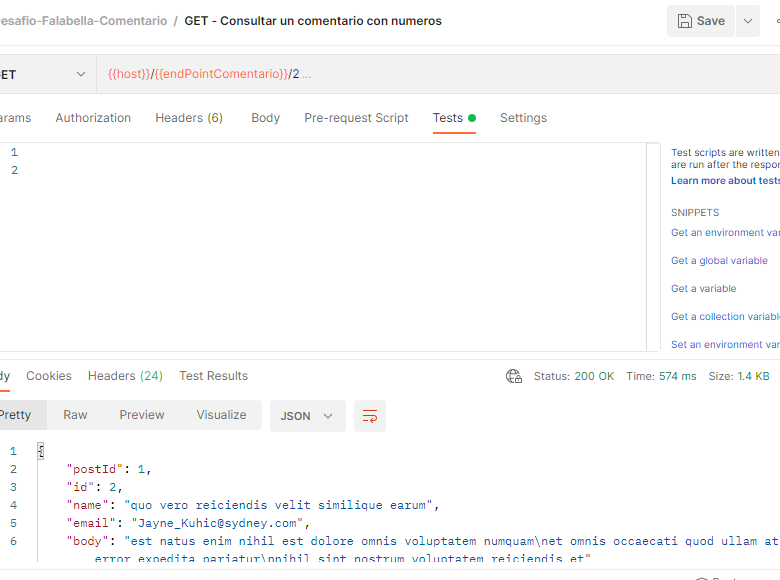 esafio-Falabella-Comentario / GET - Consultar un comentario con numeros
Save
ET {{host}}/{{endPointComentario}}/2...
arams Authorization Headers (6) Body Pre-request Script Tests Settings
1
2
Test scripts are written
are run after the respor
Learn more about tests
SNIPPETS
Get an environment var
Get a global variable
Get a variable
Get a collection variable
Set an environment var
dy Cookies Headers (24) Test Results Status: 200 OK Time: 574 ms Size: 1.4 KB
Pretty Raw Preview Visualize JSON
1 {
2 "postId": 1,
3 "id": 2,
4 "name": "quo vero reiciendis velit similique earum",
5 "email": "Jayne_Kuhic@sydney.com",
6 "body": "est natus enim nihil est dolore omnis voluptatem numquam\net omnis occaecati quod ullam at
error expedita pariatur\nnihil sint nostrum voluptatem reiciendis et"